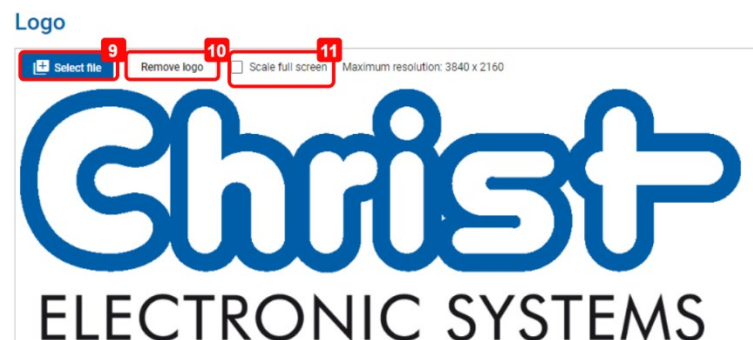 Logo
9 10 11
Select file Remove logo Scale full screen Maximum resolution: 3840 x 2160
Christ
ELECTRONIC SYSTEMS